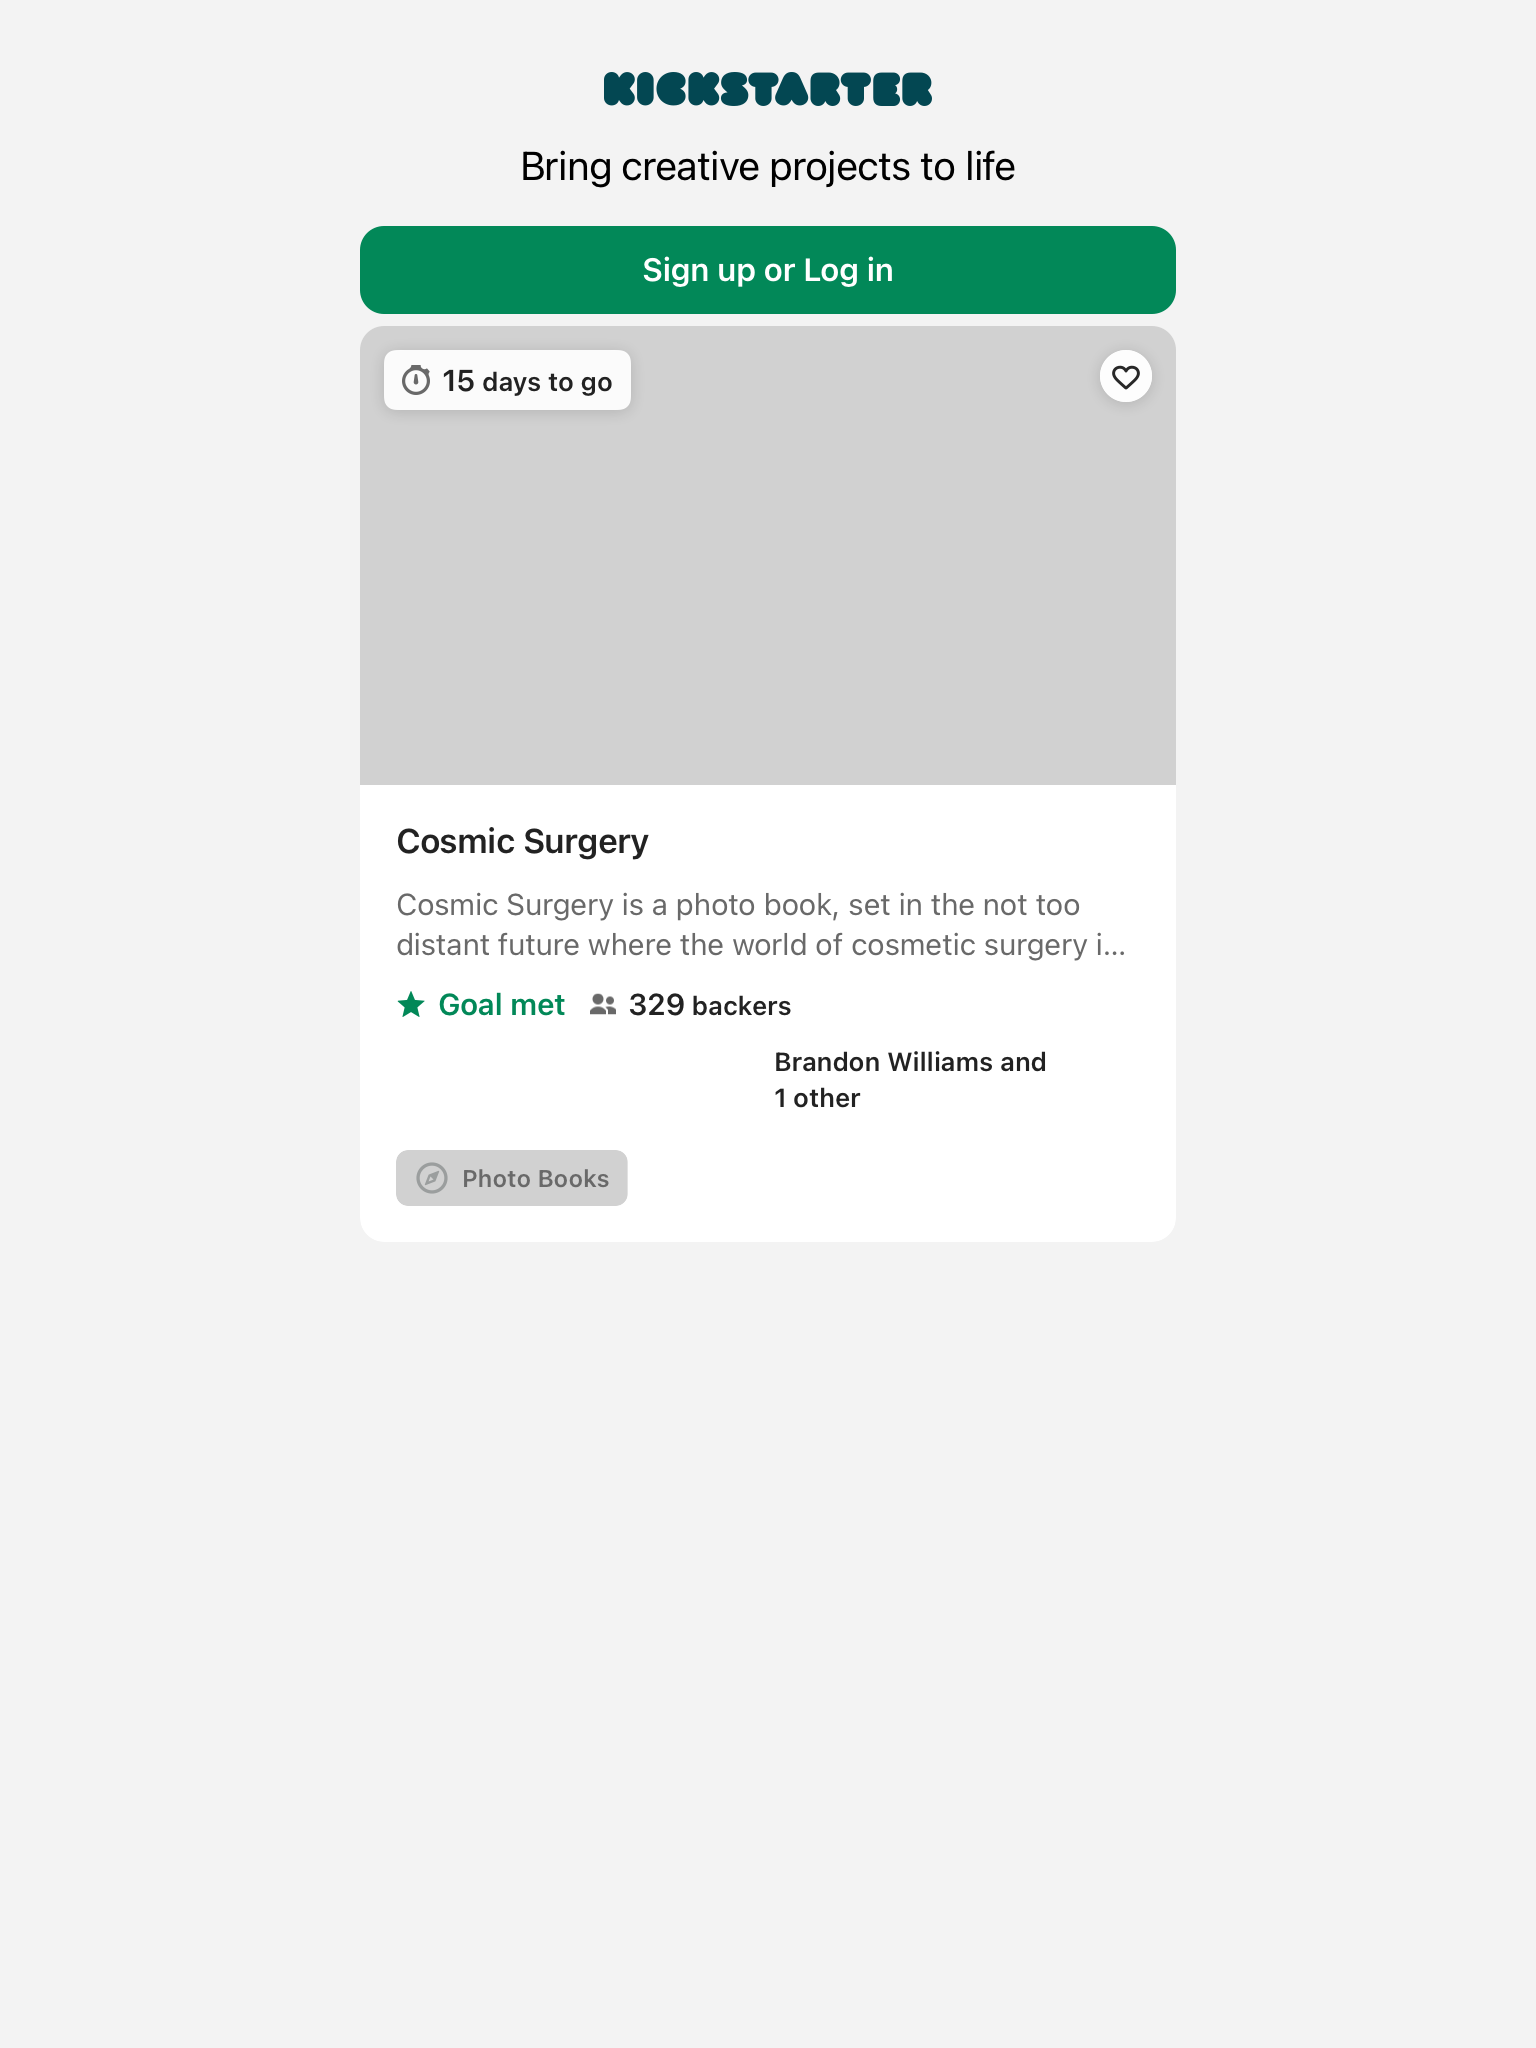 KICKSTARTER
Bring creative projects to life
Sign up or Log in
15 days to go
Cosmic Surgery
Cosmic Surgery is a photo book, set in the not too
distant future where the world of cosmetic surgery i...
Goal met 329 backers
Brandon Williams and
1 other
Photo Books